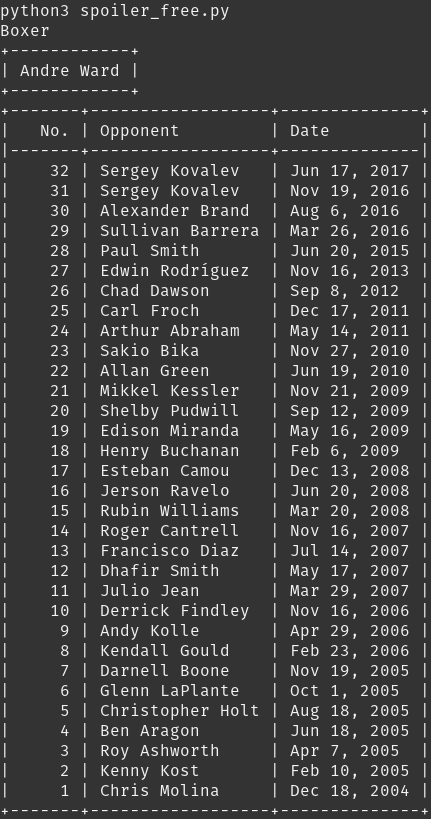 python3 spoiler_free.py
Boxer
+------------+
| Andre Ward |
+------------+
+-------+------------------+--------------+
|   No. | Opponent         | Date         |
|-------+------------------+--------------|
|    32 | Sergey Kovalev   | Jun 17, 2017 |
|    31 | Sergey Kovalev   | Nov 19, 2016 |
|    30 | Alexander Brand  | Aug 6, 2016  |
|    29 | Sullivan Barrera | Mar 26, 2016 |
|    28 | Paul Smith       | Jun 20, 2015 |
|    27 | Edwin Rodríguez  | Nov 16, 2013 |
|    26 | Chad Dawson      | Sep 8, 2012  |
|    25 | Carl Froch       | Dec 17, 2011 |
|    24 | Arthur Abraham   | May 14, 2011 |
|    23 | Sakio Bika       | Nov 27, 2010 |
|    22 | Allan Green      | Jun 19, 2010 |
|    21 | Mikkel Kessler   | Nov 21, 2009 |
|    20 | Shelby Pudwill   | Sep 12, 2009 |
|    19 | Edison Miranda   | May 16, 2009 |
|    18 | Henry Buchanan   | Feb 6, 2009  |
|    17 | Esteban Camou    | Dec 13, 2008 |
|    16 | Jerson Ravelo    | Jun 20, 2008 |
|    15 | Rubin Williams   | Mar 20, 2008 |
|    14 | Roger Cantrell   | Nov 16, 2007 |
|    13 | Francisco Diaz   | Jul 14, 2007 |
|    12 | Dhafir Smith     | May 17, 2007 |
|    11 | Julio Jean       | Mar 29, 2007 |
|    10 | Derrick Findley  | Nov 16, 2006 |
|     9 | Andy Kolle       | Apr 29, 2006 |
|     8 | Kendall Gould    | Feb 23, 2006 |
|     7 | Darnell Boone    | Nov 19, 2005 |
|     6 | Glenn LaPlante   | Oct 1, 2005  |
|     5 | Christopher Holt | Aug 18, 2005 |
|     4 | Ben Aragon       | Jun 18, 2005 |
|     3 | Roy Ashworth     | Apr 7, 2005  |
|     2 | Kenny Kost       | Feb 10, 2005 |
|     1 | Chris Molina     | Dec 18, 2004 |
+-------+------------------+--------------+